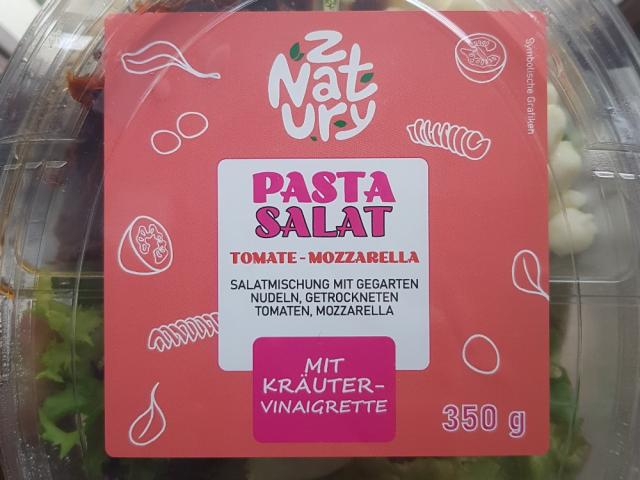 2
Nat
ury
Symbolische Grafiken
PASTA
SALAT
TOMATE - MOZZARELLA
SALATMISCHUNG MIT GEGARTEN
NUDELN, GETROCKNETEN
TOMATEN, MOZZARELLA
MIT
KRÄUTER-
VINAIGRETTE
350 g